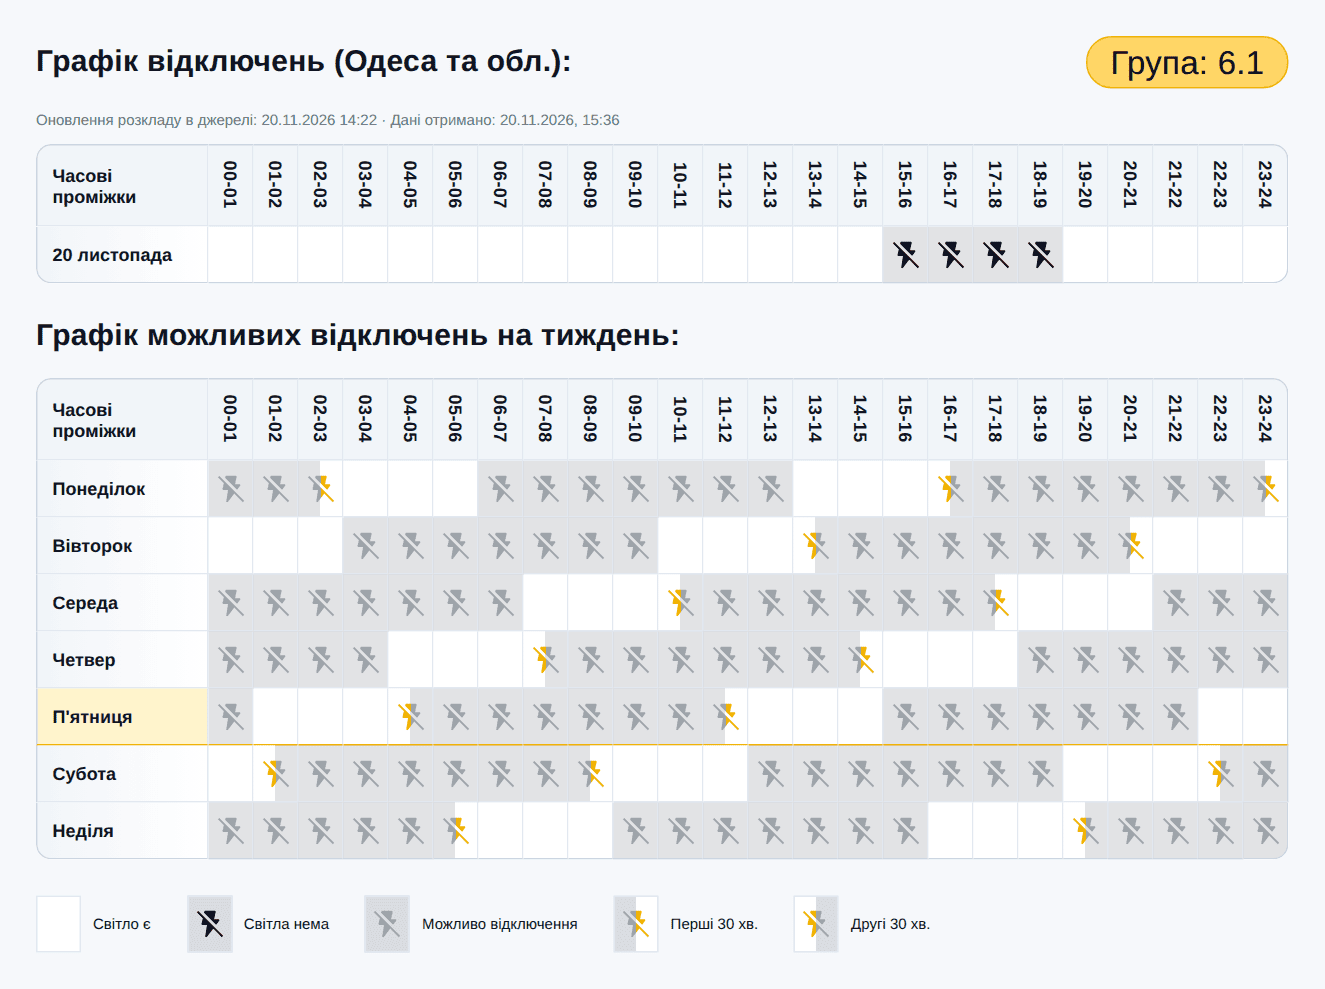 Графік відключень (Одеса та обл.):
Група: 6.1
Оновлення розкладу в джерелі: 20.11.2026 14:22 · Дані отримано: 20.11.2026, 15:36
Часові проміжки 00-01 01-02 02-03 03-04 04-05 05-06 06-07 07-08 08-09 09-10 10-11 11-12 12-13 13-14 14-15 15-16 16-17 17-18 18-19 19-20 20-21 21-22 22-23 23-24
20 листопада
Графік можливих відключень на тиждень:
Часові проміжки 00-01 01-02 02-03 03-04 04-05 05-06 06-07 07-08 08-09 09-10 10-11 11-12 12-13 13-14 14-15 15-16 16-17 17-18 18-19 19-20 20-21 21-22 22-23 23-24
Понеділок
Вівторок
Середа
Четвер
П'ятниця
Субота
Неділя
Світло є Світла нема Можливо відключення Перші 30 хв. Другі 30 хв.